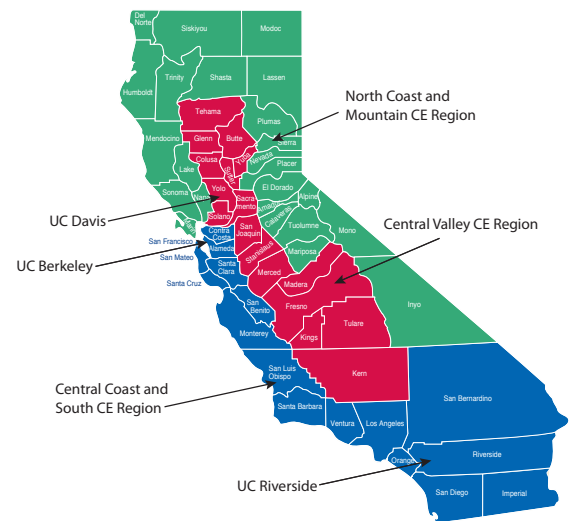 Del
Norte
Siskiyou
Modoc
Humboldt
Trinity
Shasta
Lassen
Tehama
Plumas
North Coast and
Mountain CE Region
Mendocino
Glenn
Butte
Sierra
Colusa
Yuba
Nevada
Placer
Lake
Sutter
El Dorado
Sonoma
Napa
Yolo
Sacra
mento
Amador
Alpine
UC Davis
Solano
Calaveras
Marin
Contra
Costa
San
Joaquin
Tuolumne
Mono
Central Valley CE Region
San Francisco
Alameda
Stanislaus
Mariposa
UC Berkeley
San Mateo
Santa
Clara
Merced
Madera
Santa Cruz
Fresno
Inyo
San
Benito
Monterey
Kings
Tulare
San Luis
Obispo
Kern
Central Coast and
South CE Region
Santa Barbara
San Bernardino
Ventura
Los Angeles
Orange
Riverside
UC Riverside
San Diego
Imperial